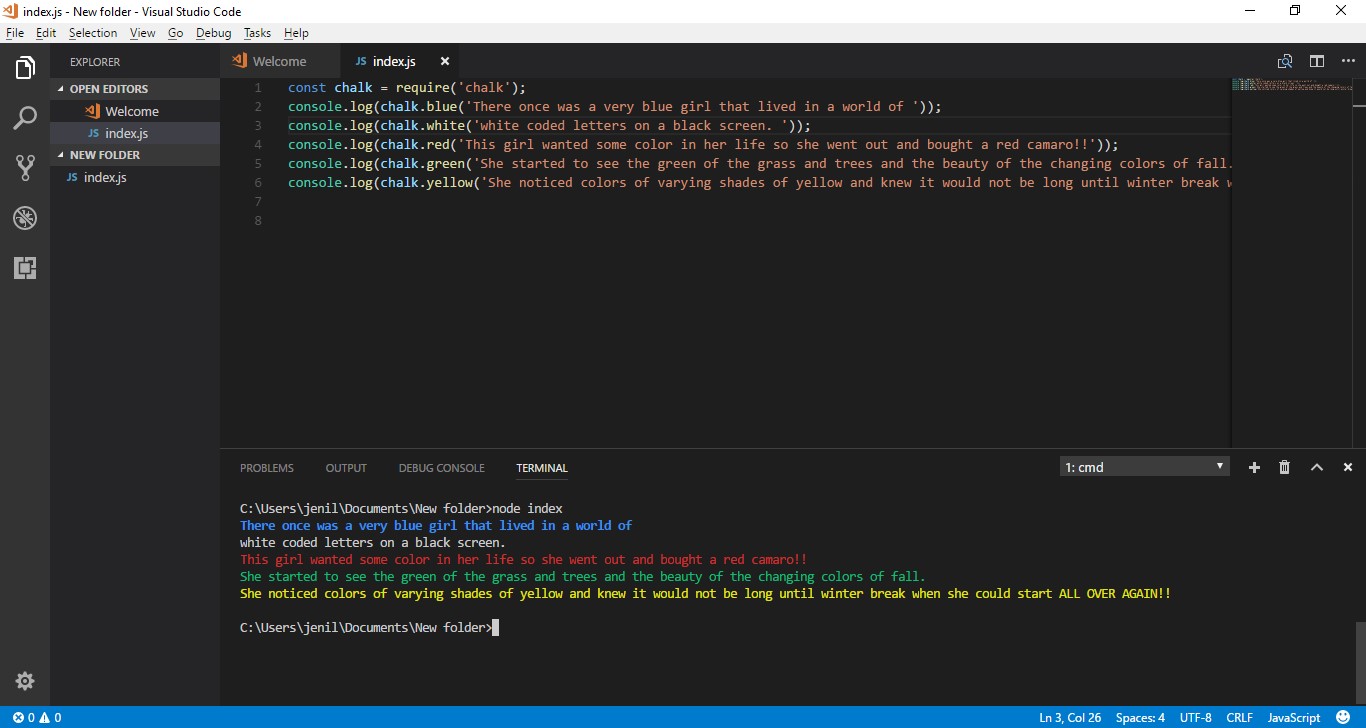 index.js - New folder - Visual Studio Code
File Edit Selection View Go Debug Tasks Help
EXPLORER
OPEN EDITORS
Welcome
JS index.js
NEW FOLDER
JS index.js
Welcome
JS index.js
1 const chalk = require('chalk');
2 console.log(chalk.blue('There once was a very blue girl that lived in a world of '));
3 console.log(chalk.white('white coded letters on a black screen. '));
4 console.log(chalk.red('This girl wanted some color in her life so she went out and bought a red camaro!!'));
5 console.log(chalk.green('She started to see the green of the grass and trees and the beauty of the changing colors of fall.
6 console.log(chalk.yellow('She noticed colors of varying shades of yellow and knew it would not be long until winter break w
7
8
PROBLEMS OUTPUT DEBUG CONSOLE TERMINAL
1: cmd
C:\Users\jenil\Documents\New folder>node index
There once was a very blue girl that lived in a world of
white coded letters on a black screen.
This girl wanted some color in her life so she went out and bought a red camaro!!
She started to see the green of the grass and trees and the beauty of the changing colors of fall.
She noticed colors of varying shades of yellow and knew it would not be long until winter break when she could start ALL OVER AGAIN!!
C:\Users\jenil\Documents\New folder>
0 0
Ln 3, Col 26 Spaces: 4 UTF-8 CRLF JavaScript